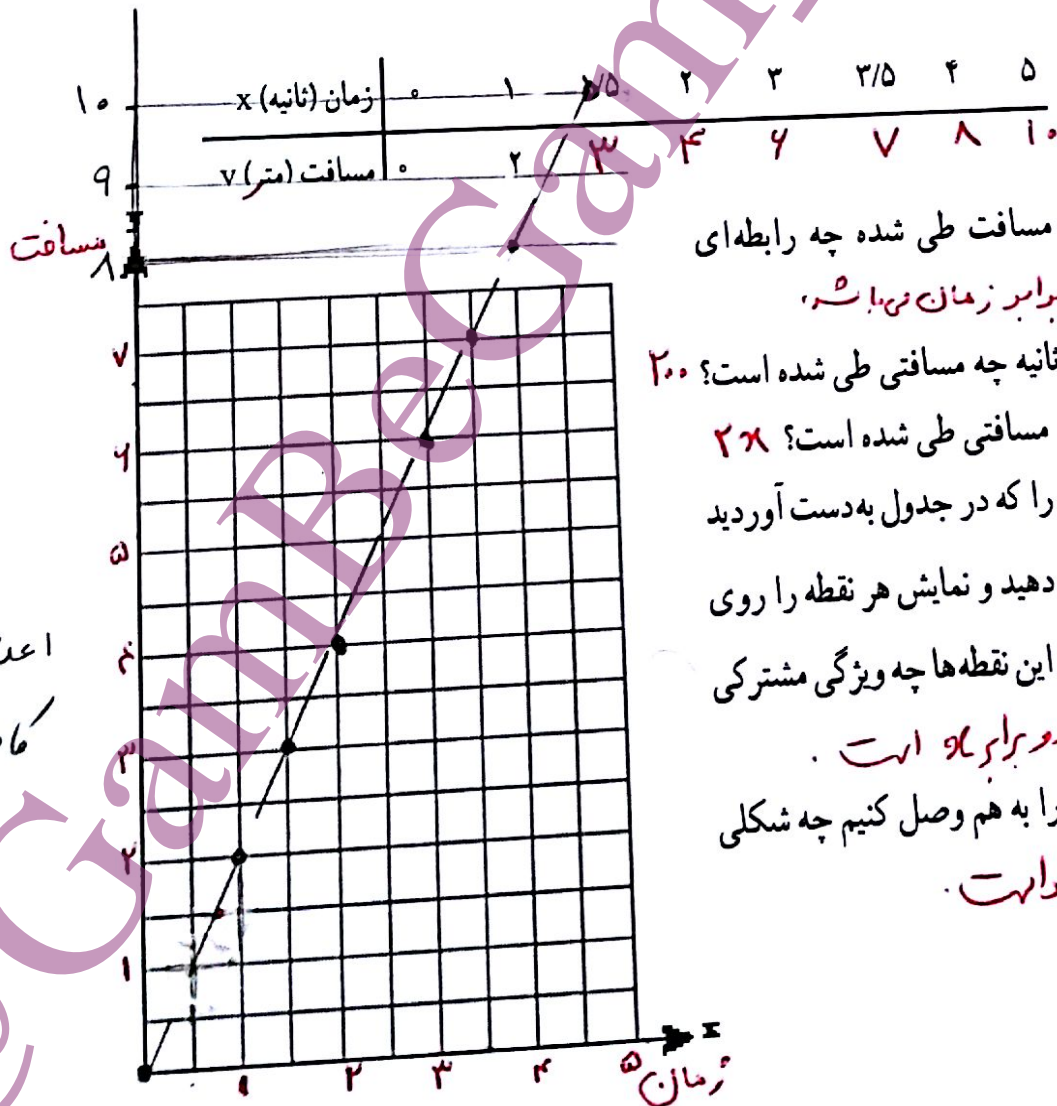 زمان (ثانیه) x ۰ ۱ ۱/۵ ۲ ۳ ۳/۵ ۴ ۵
مسافت (متر) y ۰ ۲ ۳ ۴ ۶ ۷ ۸ ۱۰
مسافت طی شده چه رابطه‌ای
برابر زمان می‌باشد.
ثانیه چه مسافتی طی شده است؟ ۲۰۰
مسافتی طی شده است؟ ۲x
را که در جدول به‌دست آوردید
دهید و نمایش هر نقطه را روی
این نقطه‌ها چه ویژگی مشترکی
دو برابر x است.
را به هم وصل کنیم چه شکلی
۱۰
۹
مسافت
۸
۷
۶
۵
۴
۳
۲
۱
۱ ۲ ۳ ۴ ۵
زمان
GamBeGam